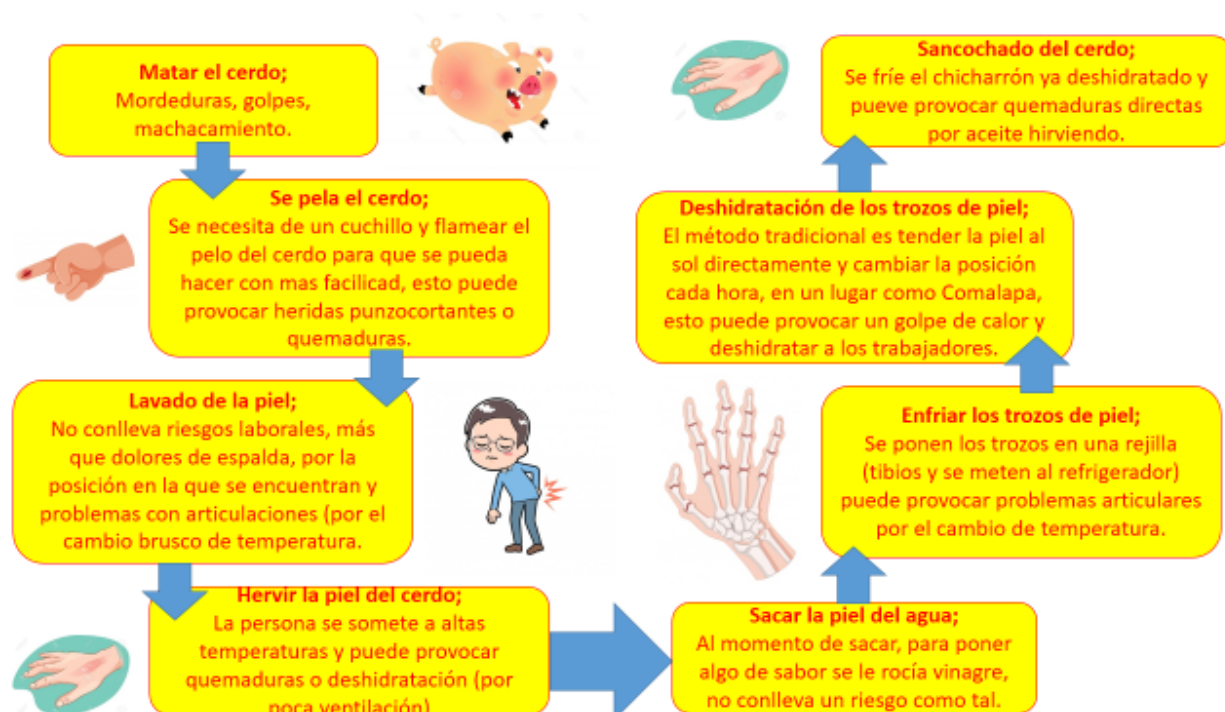 Matar el cerdo;
Mordeduras, golpes,
machacamiento.
Se pela el cerdo;
Se necesita de un cuchillo y flamear el
pelo del cerdo para que se pueda
hacer con mas facilicad, esto puede
provocar heridas punzocortantes o
quemaduras.
Lavado de la piel;
No conlleva riesgos laborales, más
que dolores de espalda, por la
posición en la que se encuentran y
problemas con articulaciones (por el
cambio brusco de temperatura.
Hervir la piel del cerdo;
La persona se somete a altas
temperaturas y puede provocar
quemaduras o deshidratación (por
poca ventilación)
Sacar la piel del agua;
Al momento de sacar, para poner
algo de sabor se le rocía vinagre,
no conlleva un riesgo como tal.
Enfriar los trozos de piel;
Se ponen los trozos en una rejilla
(tibios y se meten al refrigerador)
puede provocar problemas articulares
por el cambio de temperatura.
Deshidratación de los trozos de piel;
El método tradicional es tender la piel al
sol directamente y cambiar la posición
cada hora, en un lugar como Comalapa,
esto puede provocar un golpe de calor y
deshidratar a los trabajadores.
Sancochado del cerdo;
Se fríe el chicharrón ya deshidratado y
pueve provocar quemaduras directas
por aceite hirviendo.